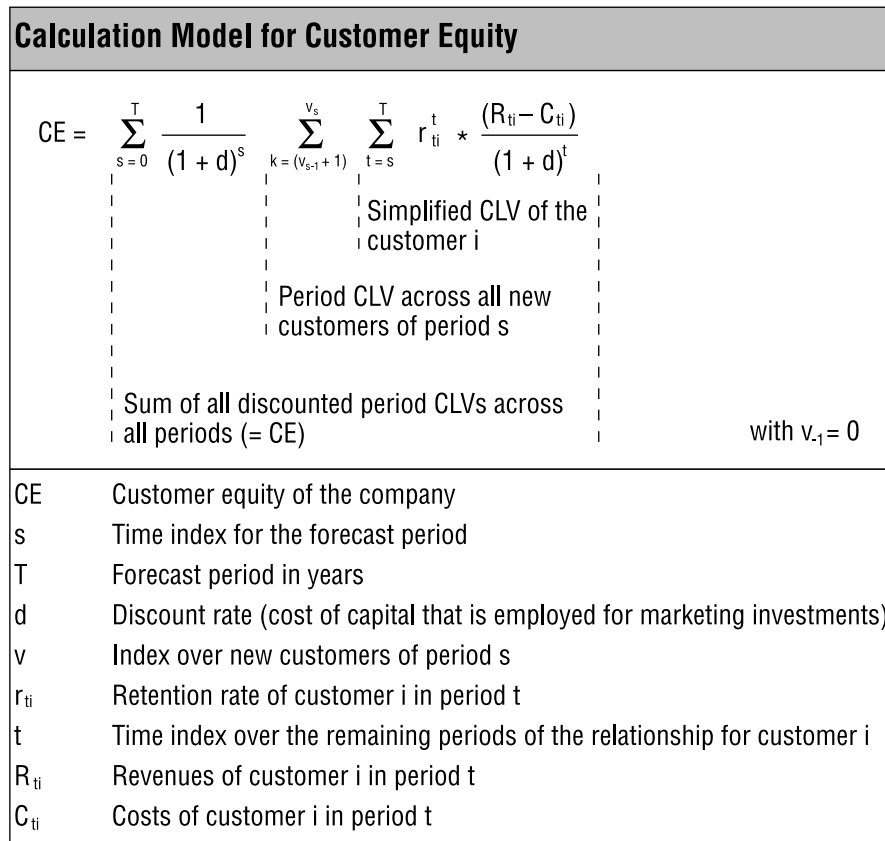 Calculation Model for Customer Equity
CE = T Σ s = 0 1 / (1 + d)^s v_s Σ k = (v_{s-1} + 1) T Σ t = s r_{ti}^t * (R_{ti} – C_{ti}) / (1 + d)^t
Simplified CLV of the
customer i
Period CLV across all new
customers of period s
Sum of all discounted period CLVs across
all periods (= CE)
with v_{-1} = 0
CE Customer equity of the company
s Time index for the forecast period
T Forecast period in years
d Discount rate (cost of capital that is employed for marketing investments)
v Index over new customers of period s
r_{ti} Retention rate of customer i in period t
t Time index over the remaining periods of the relationship for customer i
R_{ti} Revenues of customer i in period t
C_{ti} Costs of customer i in period t